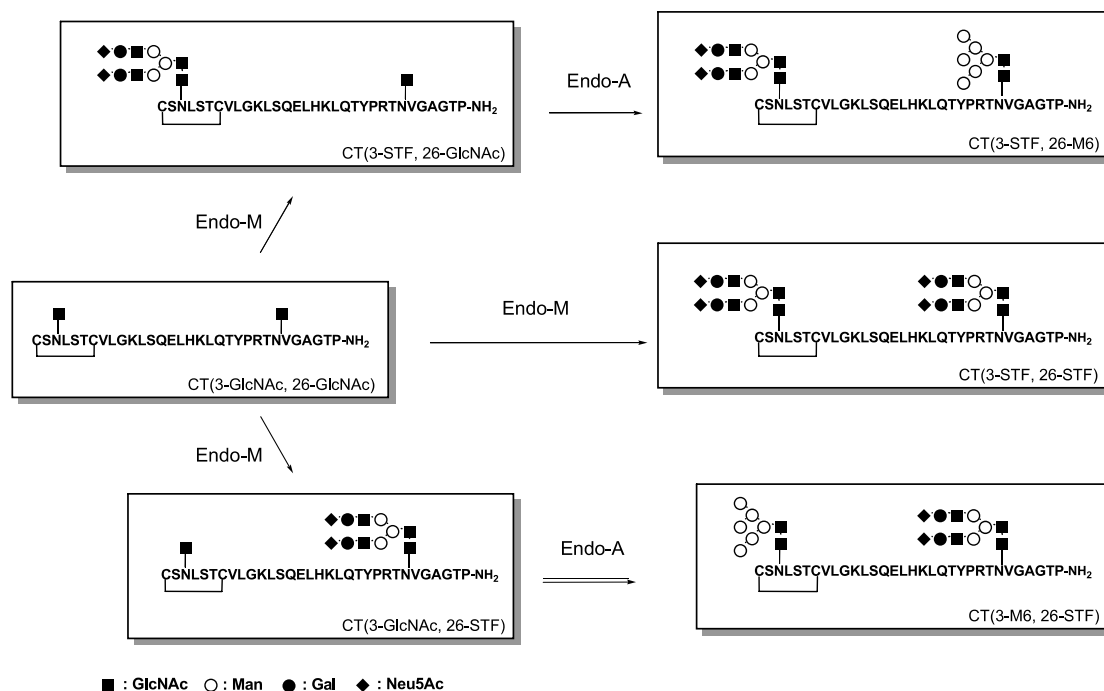 CSNLSTCVLGKLSQELHKLQTYPRTNVGAGTP-NH₂
CT(3-STF, 26-GlcNAc)
Endo-A
CSNLSTCVLGKLSQELHKLQTYPRTNVGAGTP-NH₂
CT(3-STF, 26-M6)
Endo-M
CSNLSTCVLGKLSQELHKLQTYPRTNVGAGTP-NH₂
CT(3-GlcNAc, 26-GlcNAc)
Endo-M
CSNLSTCVLGKLSQELHKLQTYPRTNVGAGTP-NH₂
CT(3-STF, 26-STF)
Endo-M
CSNLSTCVLGKLSQELHKLQTYPRTNVGAGTP-NH₂
CT(3-GlcNAc, 26-STF)
Endo-A
CSNLSTCVLGKLSQELHKLQTYPRTNVGAGTP-NH₂
CT(3-M6, 26-STF)
: GlcNAc : Man : Gal : Neu5Ac